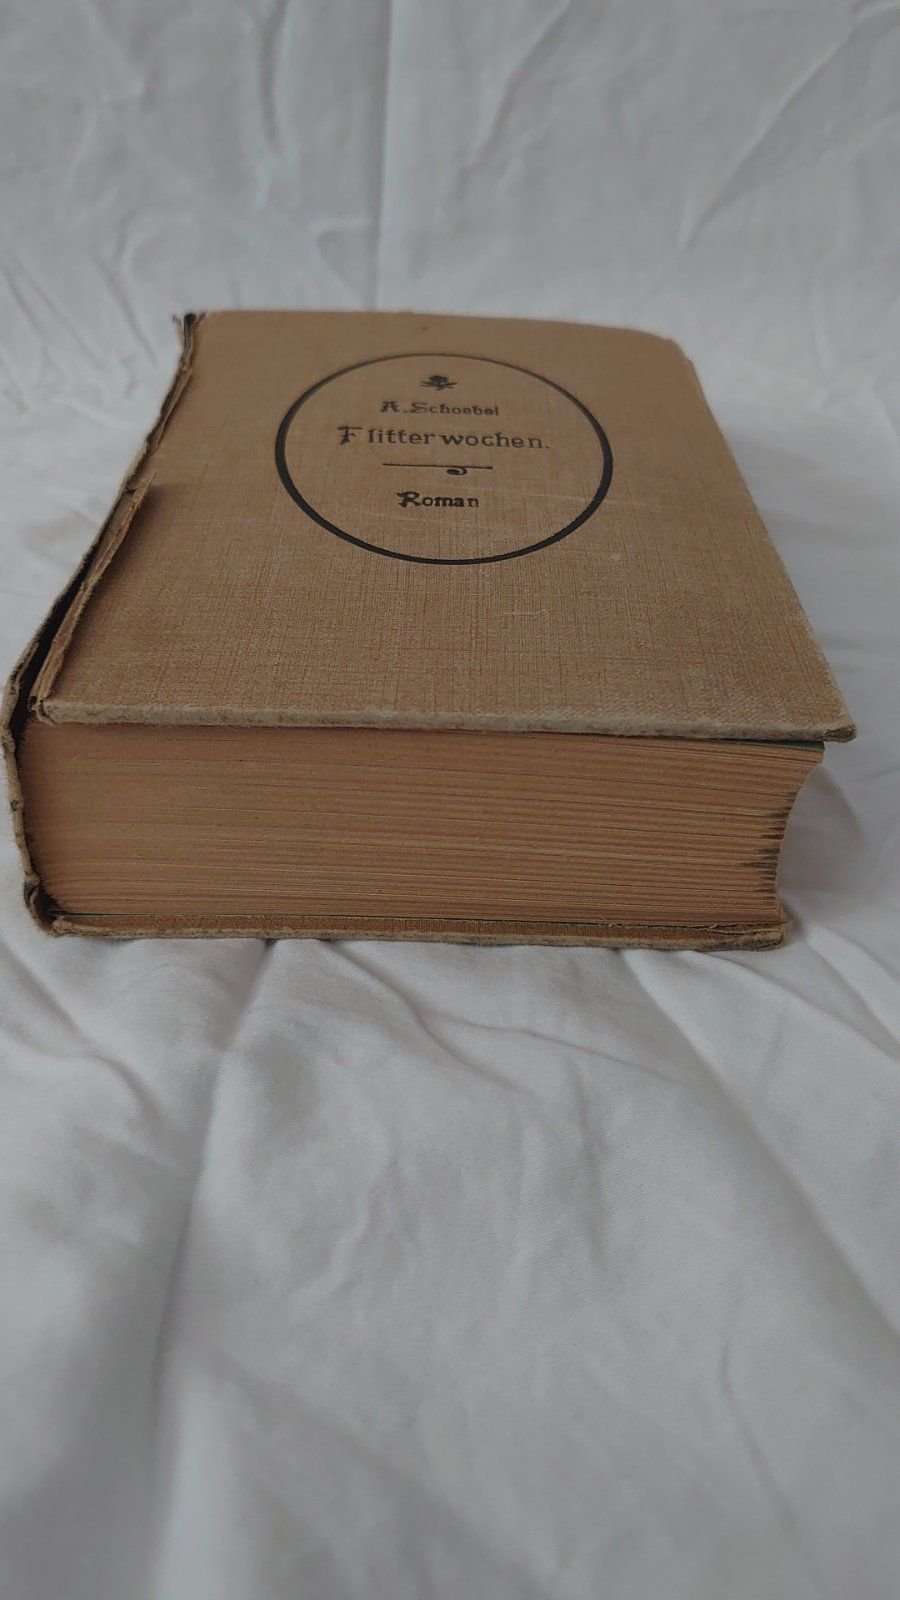 A. Schoebel
Flitterwochen.
Roman